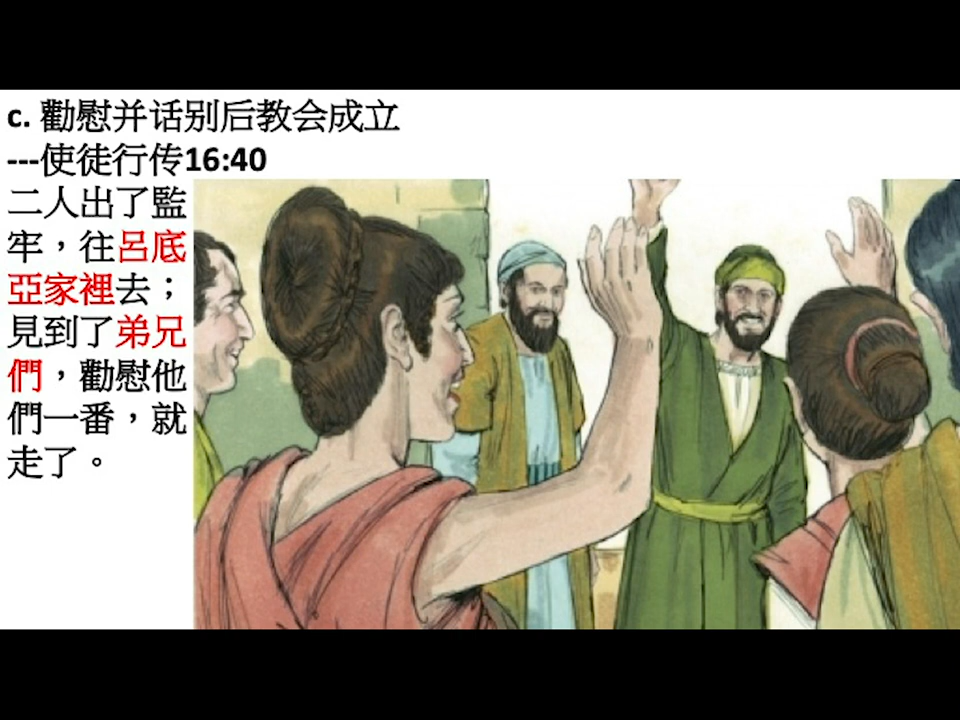 c. 勸慰并话别后教会成立
---使徒行传16:40
二人出了監
牢，往呂底
亞家裡去；
見到了弟兄
們，勸慰他
們一番，就
走了。